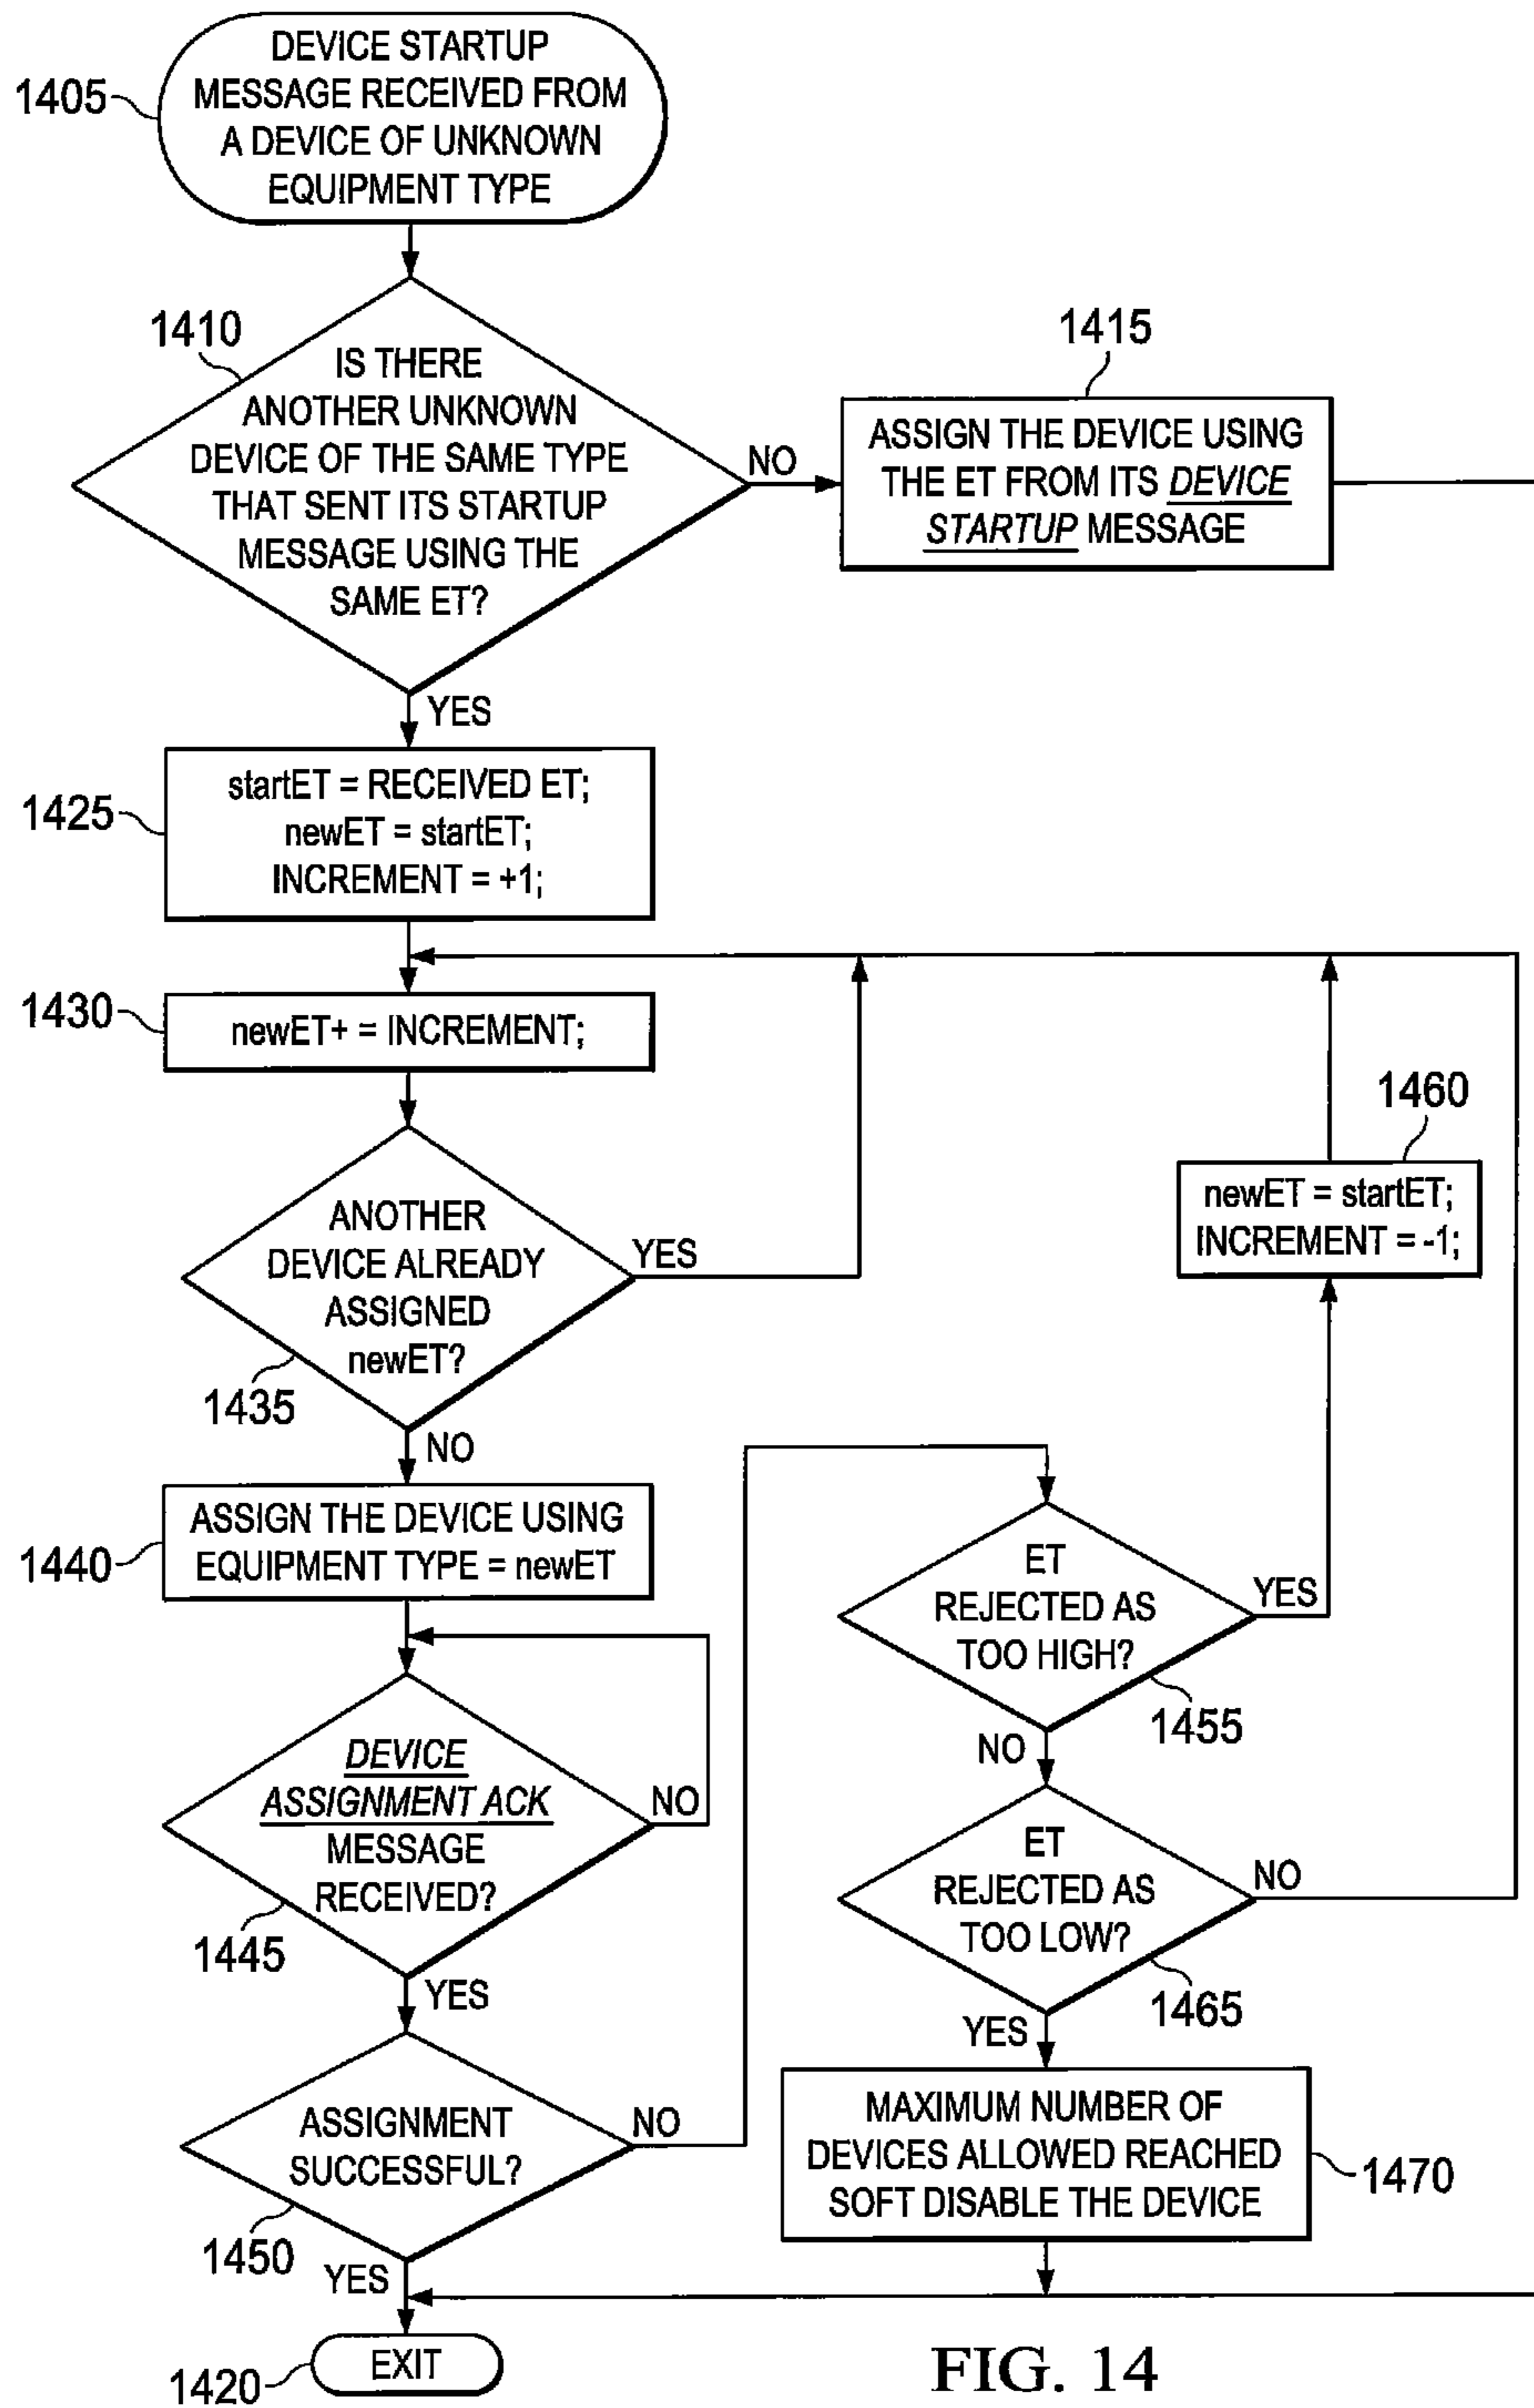 DEVICE STARTUP
MESSAGE RECEIVED FROM
A DEVICE OF UNKNOWN
EQUIPMENT TYPE
1405
1410
IS THERE
ANOTHER UNKNOWN
DEVICE OF THE SAME TYPE
THAT SENT ITS STARTUP
MESSAGE USING THE
SAME ET?
NO
1415
ASSIGN THE DEVICE USING
THE ET FROM ITS DEVICE
STARTUP MESSAGE
YES
1425
startET = RECEIVED ET;
newET = startET;
INCREMENT = +1;
1430
newET+ = INCREMENT;
ANOTHER
DEVICE ALREADY
ASSIGNED
newET?
YES
1435
NO
1460
newET = startET;
INCREMENT = -1;
1440
ASSIGN THE DEVICE USING
EQUIPMENT TYPE = newET
DEVICE
ASSIGNMENT ACK
MESSAGE
RECEIVED?
NO
1445
YES
ASSIGNMENT
SUCCESSFUL?
NO
1450
YES
ET
REJECTED AS
TOO HIGH?
YES
1455
NO
ET
REJECTED AS
TOO LOW?
NO
1465
YES
MAXIMUM NUMBER OF
DEVICES ALLOWED REACHED
SOFT DISABLE THE DEVICE
1470
1420
EXIT
FIG. 14